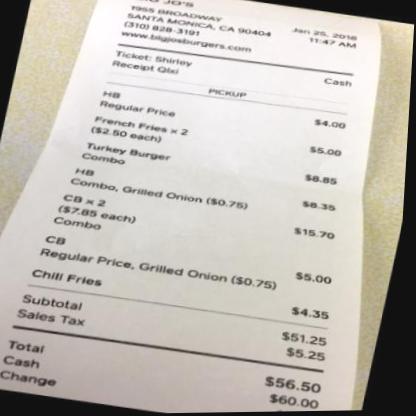 JO'S
1955 BROADWAY
SANTA MONICA, CA 90404
(310) 828-3191
www.bigjosburgers.com
Jan 25, 2016
11:47 AM
Ticket: Shirley
Cash
Receipt QIxi
PICKUP
HB $4.00
Regular Price
French Fries × 2 $5.00
($2.50 each)
Turkey Burger $8.85
Combo
HB $8.35
Combo, Grilled Onion ($0.75)
CB × 2 $15.70
($7.85 each)
Combo
CB $5.00
Regular Price, Grilled Onion ($0.75)
Chili Fries $4.35
Subtotal $51.25
Sales Tax $5.25
Total $56.50
Cash $60.00
Change